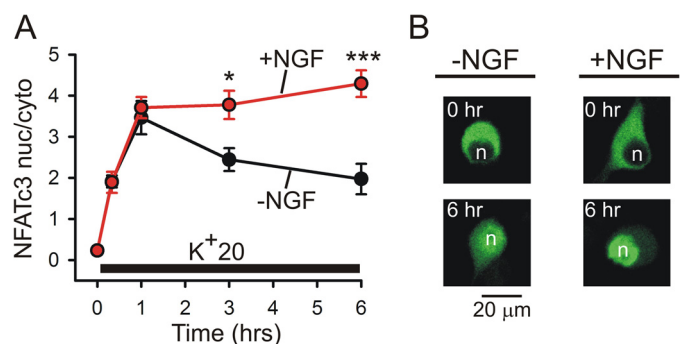 A
NFATc3 nuc/cyto
5
4
3
2
1
0
+NGF
*
***
-NGF
K+20
0 1 2 3 4 5 6
Time (hrs)
B
-NGF +NGF
0 hr 0 hr
n n
6 hr 6 hr
n n
20 μm